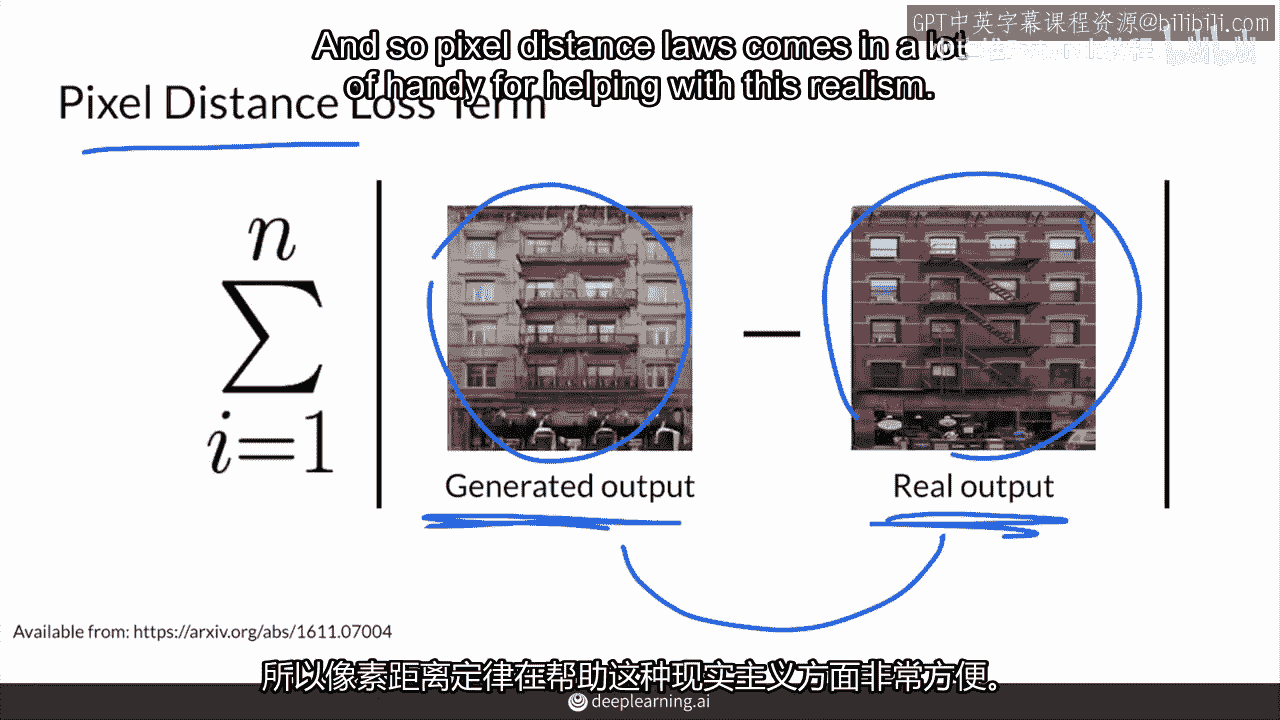 GPT中英字幕课程资源@bilibili.com
And so pixel distance laws comes in a lot
of handy for helping with this realism.
Pixel Distance Loss Term
n
∑
i=1
Generated output
−
Real output
Available from: https://arxiv.org/abs/1611.07004
所以像素距离定律在帮助这种现实主义方面非常方便。
deeplearning.ai